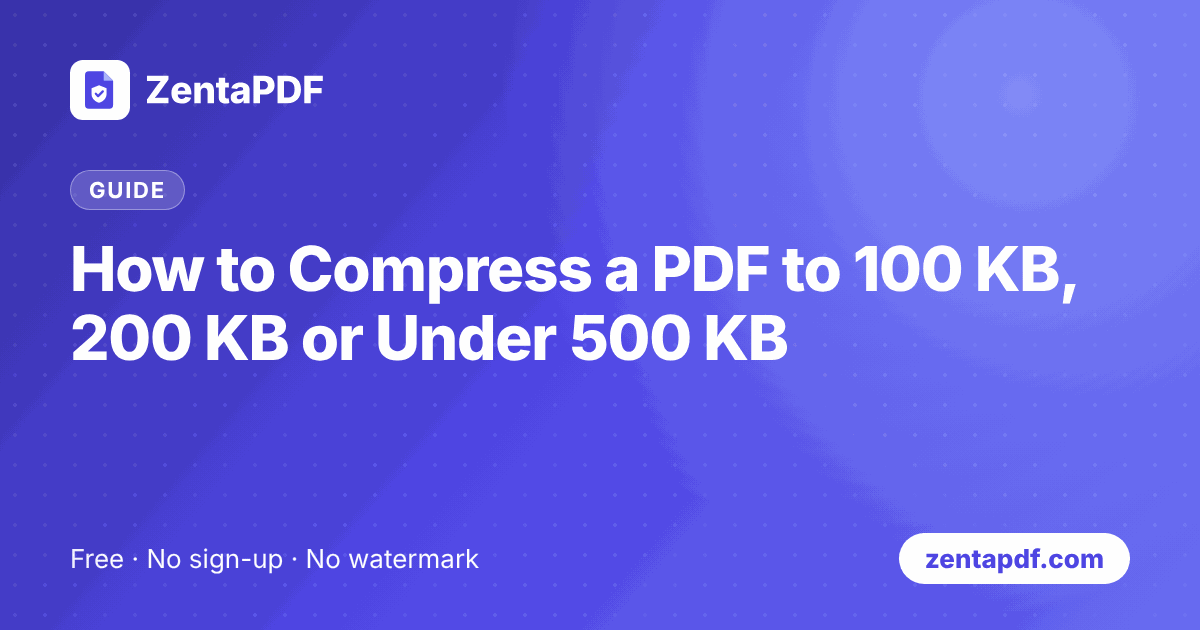 ZentaPDF
GUIDE
How to Compress a PDF to 100 KB,
200 KB or Under 500 KB
Free · No sign-up · No watermark
zentapdf.com